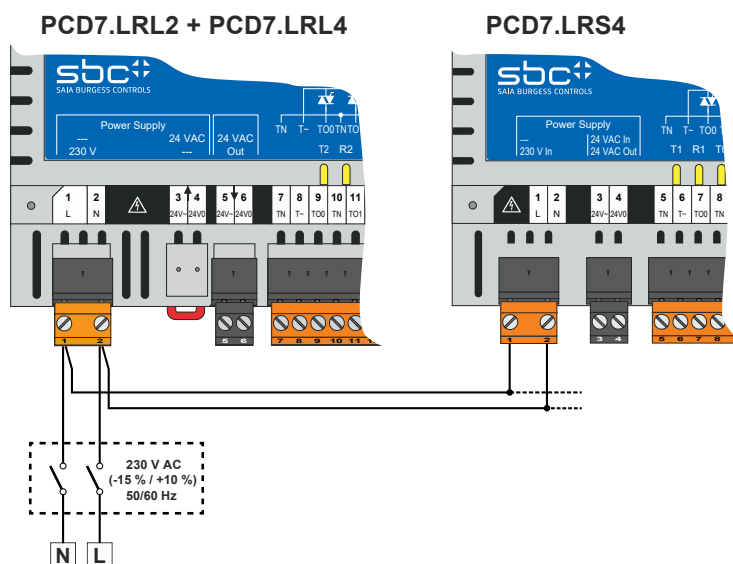 PCD7.LRL2 + PCD7.LRL4
PCD7.LRS4
sbc
SAIA BURGESS CONTROLS
Power Supply
---
230 V
24 VAC
---
24 VAC
Out
TN T~ TO0 TN TO
T2 R2
1 2 3 4 5 6 7 8 9 10 11
L N 24V~ 24V0 24V~ 24V0 TN T~ TO0 TN TO1
1 2 5 6 7 8 9 10 11
sbc
SAIA BURGESS CONTROLS
Power Supply
---
230 V In
24 VAC In
24 VAC Out
TN T~ TO0
T1 R1
1 2 3 4 5 6 7 8
L N 24V~ 24V0 TN T~ TO0 TN
1 2 3 4 5 6 7 8
230 V AC
(-15 % / +10 %)
50/60 Hz
N L